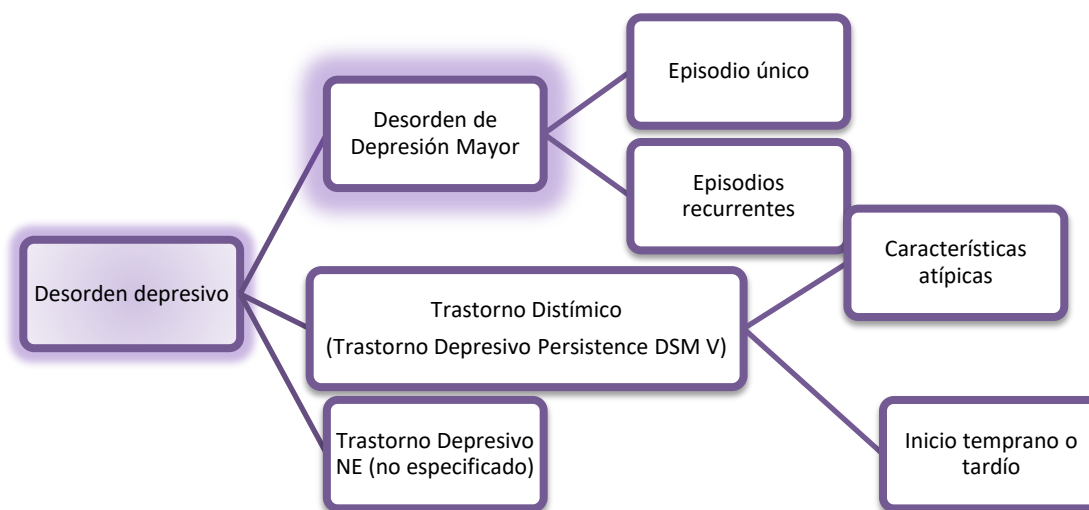 Episodio único
Desorden de
Depresión Mayor
Episodios
recurrentes
Características
atípicas
Desorden depresivo
Trastorno Distímico
(Trastorno Depresivo Persistence DSM V)
Trastorno Depresivo
NE (no especificado)
Inicio temprano o
tardío